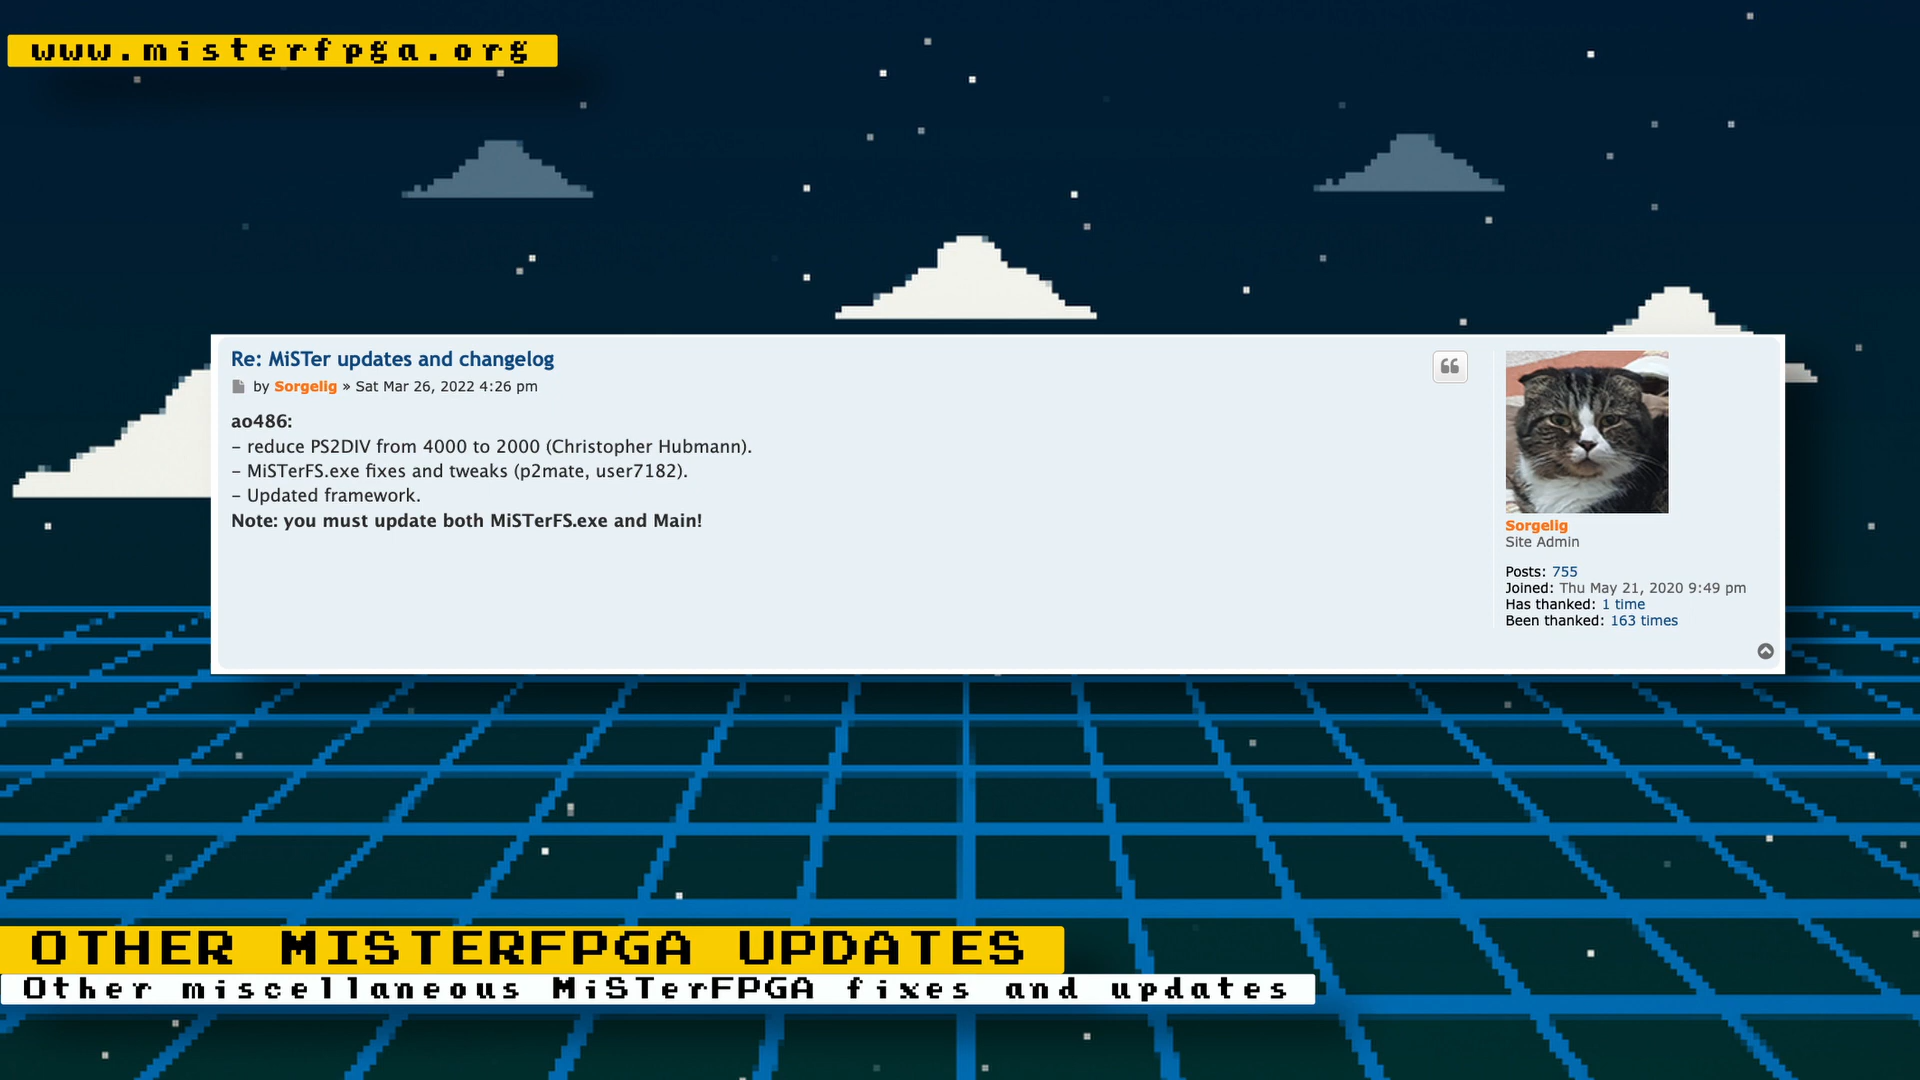 www.misterfpga.org
Re: MiSTer updates and changelog
by Sorgelig » Sat Mar 26, 2022 4:26 pm
ao486:
- reduce PS2DIV from 4000 to 2000 (Christopher Hubmann).
- MiSTerFS.exe fixes and tweaks (p2mate, user7182).
- Updated framework.
Note: you must update both MiSTerFS.exe and Main!
Sorgelig
Site Admin
Posts: 755
Joined: Thu May 21, 2020 9:49 pm
Has thanked: 1 time
Been thanked: 163 times
OTHER MISTERFPGA UPDATES
Other miscellaneous MiSTerFPGA fixes and updates